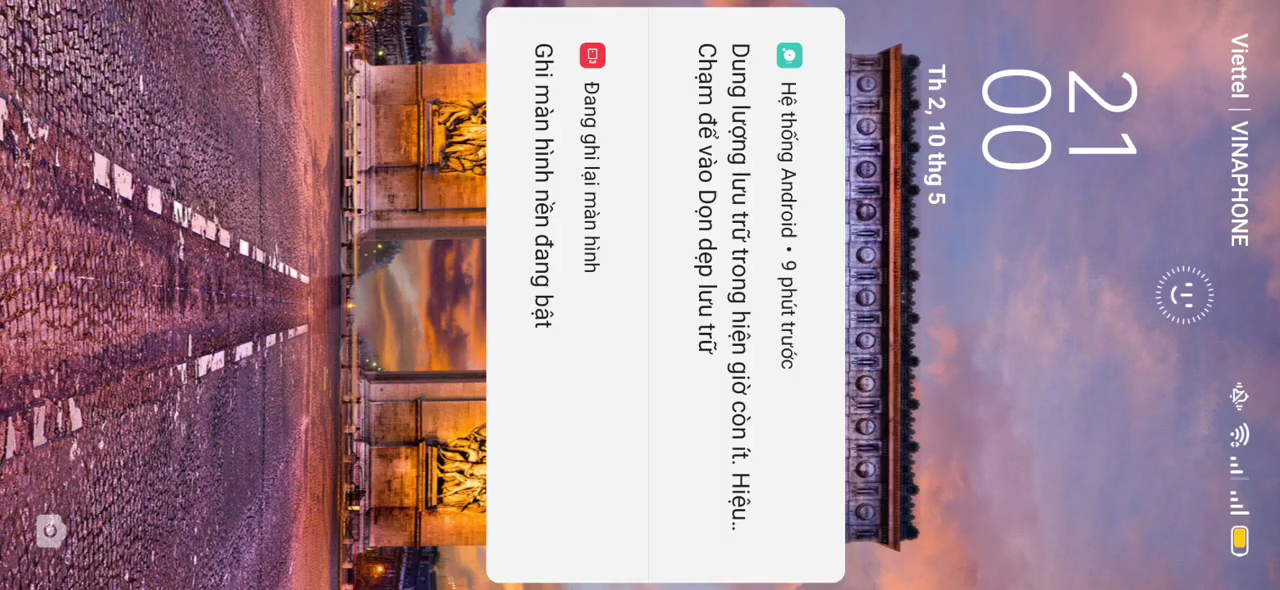 Viettel | VINAPHONE
21
00
Th 2, 10 thg 5
Hệ thống Android • 9 phút trước
Dung lượng lưu trữ trong hiện giờ còn ít. Hiệu..
Chạm để vào Dọn dẹp lưu trữ
Đang ghi lại màn hình
Ghi màn hình nền đang bật